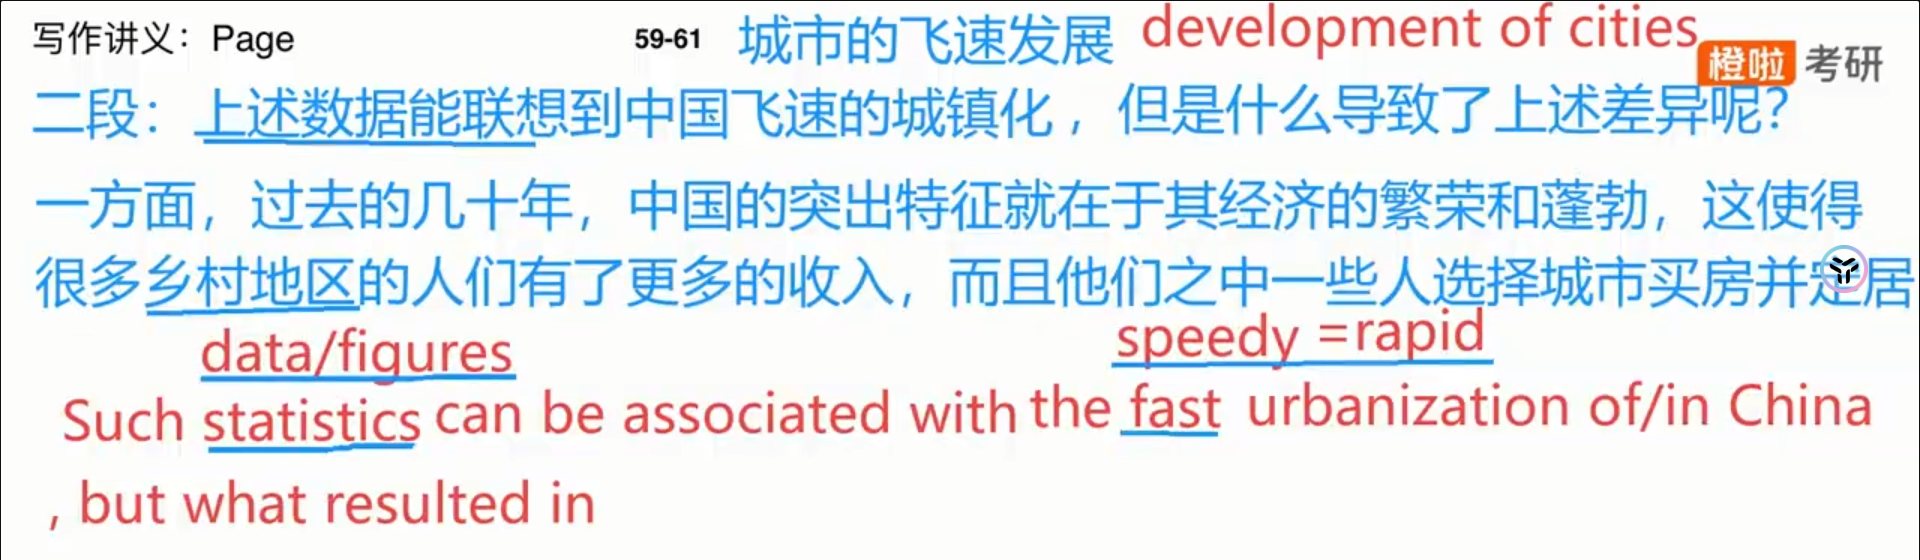 写作讲义：Page 59-61 城市的飞速发展 development of cities
橙啦 考研
二段：上述数据能联想到中国飞速的城镇化，但是什么导致了上述差异呢？
一方面，过去的几十年，中国的突出特征就在于其经济的繁荣和蓬勃，这使得
很多乡村地区的人们有了更多的收入，而且他们之中一些人选择城市买房并定居
data/figures speedy =rapid
Such statistics can be associated with the fast urbanization of/in China
, but what resulted in